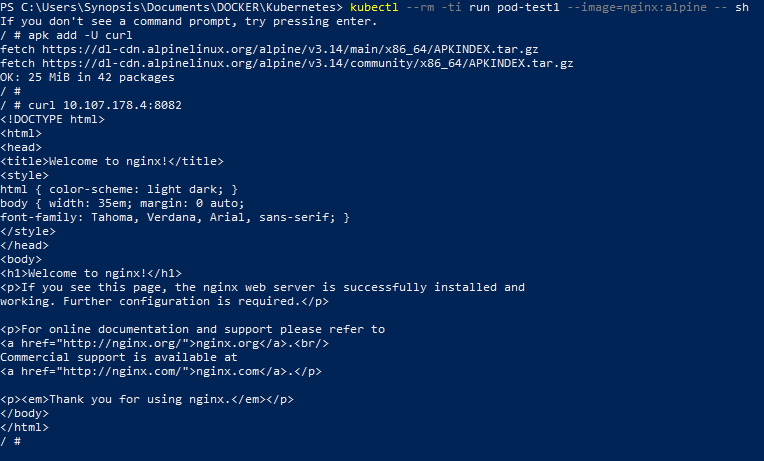 PS C:\Users\Synopsis\Documents\DOCKER\Kubernetes> kubectl --rm -ti run pod-test1 --image=nginx:alpine -- sh
If you don't see a command prompt, try pressing enter.
/ # apk add -U curl
fetch https://dl-cdn.alpinelinux.org/alpine/v3.14/main/x86_64/APKINDEX.tar.gz
fetch https://dl-cdn.alpinelinux.org/alpine/v3.14/community/x86_64/APKINDEX.tar.gz
OK: 25 MiB in 42 packages
/ #
/ # curl 10.107.178.4:8082
<!DOCTYPE html>
<html>
<head>
<title>Welcome to nginx!</title>
<style>
html { color-scheme: light dark; }
body { width: 35em; margin: 0 auto;
font-family: Tahoma, Verdana, Arial, sans-serif; }
</style>
</head>
<body>
<h1>Welcome to nginx!</h1>
<p>If you see this page, the nginx web server is successfully installed and
working. Further configuration is required.</p>

<p>For online documentation and support please refer to
<a href="http://nginx.org/">nginx.org</a>.<br/>
Commercial support is available at
<a href="http://nginx.com/">nginx.com</a>.</p>

<p><em>Thank you for using nginx.</em></p>
</body>
</html>
/ #